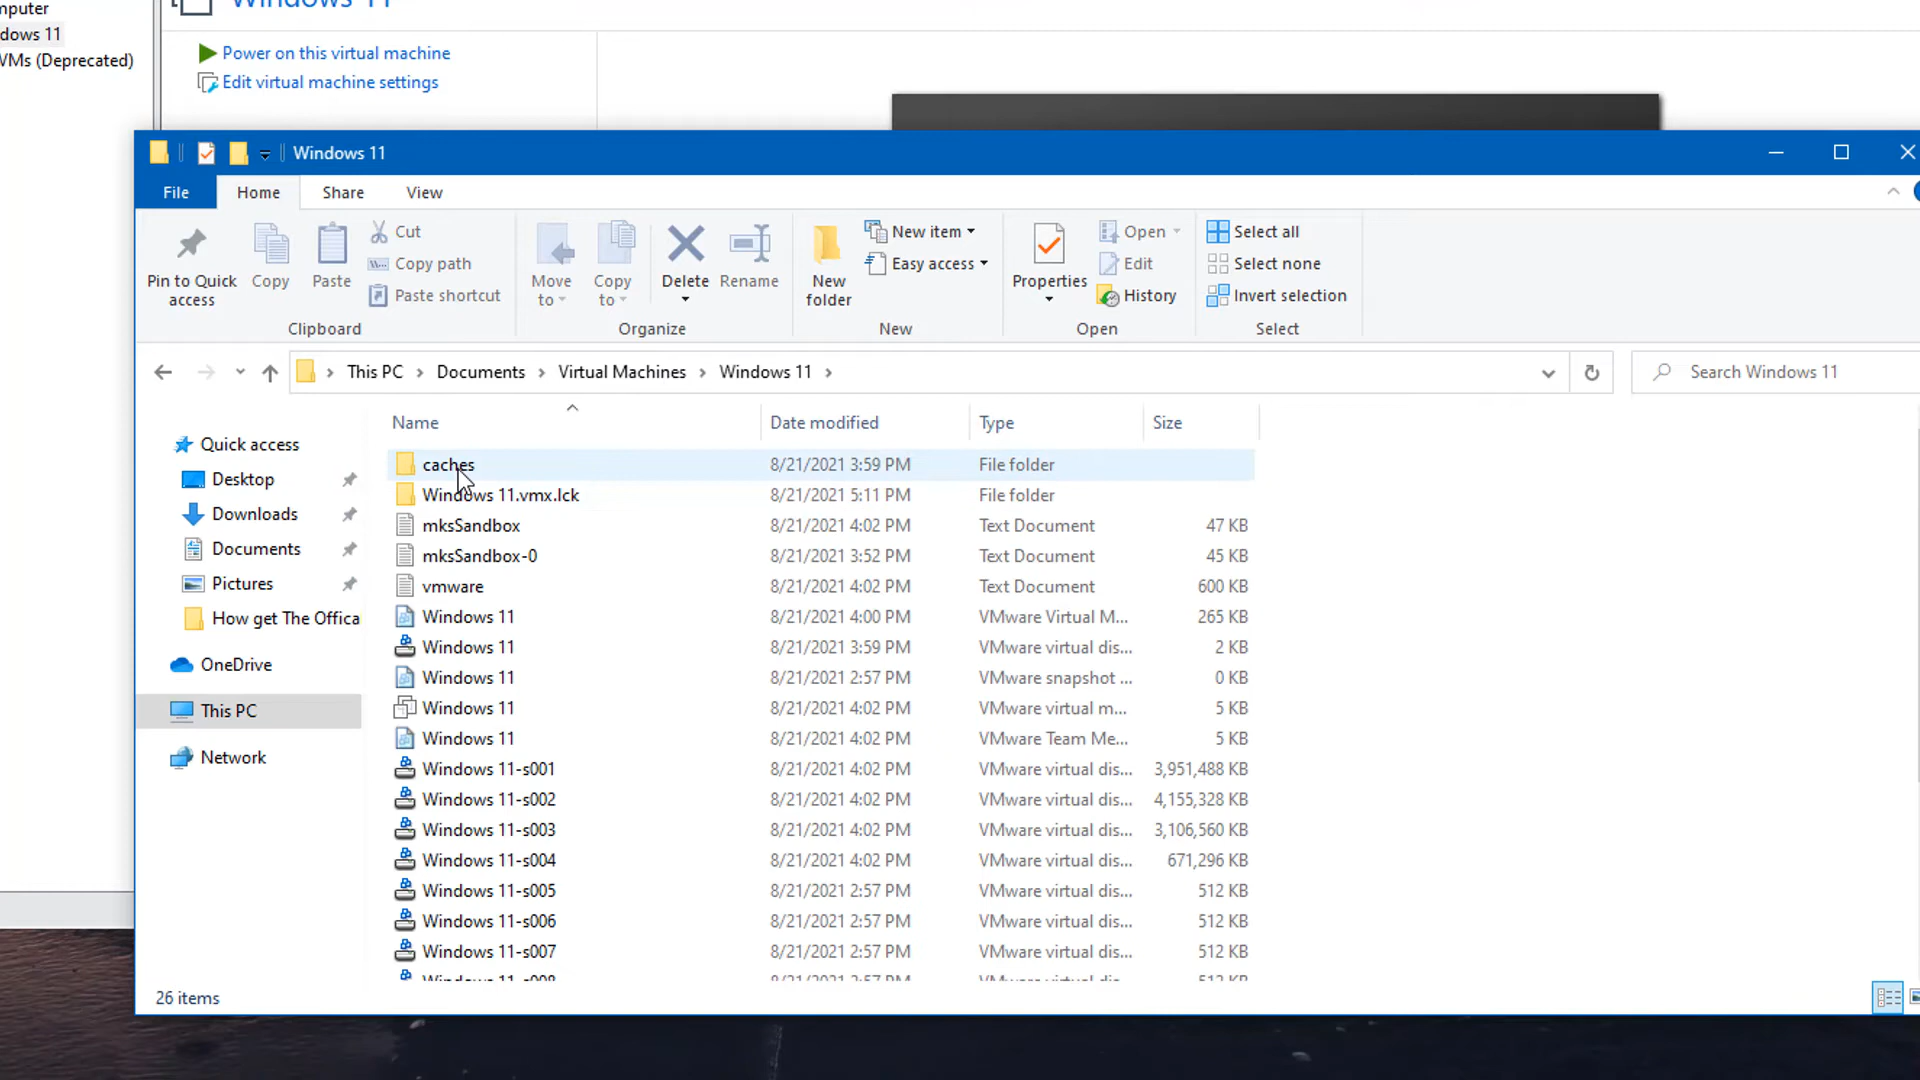 mputer
dows 11
VMs (Deprecated)
Windows 11
Power on this virtual machine
Edit virtual machine settings
Windows 11
File Home Share View
Pin to Quick access
Copy
Paste
Cut
Copy path
Paste shortcut
Clipboard
Move to
Copy to
Delete
Rename
Organize
New folder
New item
Easy access
New
Properties
Open
Edit
History
Open
Select all
Select none
Invert selection
Select
This PC > Documents > Virtual Machines > Windows 11 >
Search Windows 11
Quick access
Desktop
Downloads
Documents
Pictures
How get The Offica
OneDrive
This PC
Network
Name Date modified Type Size
caches 8/21/2021 3:59 PM File folder
Windows 11.vmx.lck 8/21/2021 5:11 PM File folder
mksSandbox 8/21/2021 4:02 PM Text Document 47 KB
mksSandbox-0 8/21/2021 3:52 PM Text Document 45 KB
vmware 8/21/2021 4:02 PM Text Document 600 KB
Windows 11 8/21/2021 4:00 PM VMware Virtual M... 265 KB
Windows 11 8/21/2021 3:59 PM VMware virtual dis... 2 KB
Windows 11 8/21/2021 2:57 PM VMware snapshot ... 0 KB
Windows 11 8/21/2021 4:02 PM VMware virtual m... 5 KB
Windows 11 8/21/2021 4:02 PM VMware Team Me... 5 KB
Windows 11-s001 8/21/2021 4:02 PM VMware virtual dis... 3,951,488 KB
Windows 11-s002 8/21/2021 4:02 PM VMware virtual dis... 4,155,328 KB
Windows 11-s003 8/21/2021 4:02 PM VMware virtual dis... 3,106,560 KB
Windows 11-s004 8/21/2021 4:02 PM VMware virtual dis... 671,296 KB
Windows 11-s005 8/21/2021 2:57 PM VMware virtual dis... 512 KB
Windows 11-s006 8/21/2021 2:57 PM VMware virtual dis... 512 KB
Windows 11-s007 8/21/2021 2:57 PM VMware virtual dis... 512 KB
Windows 11-s008 8/21/2021 2:57 PM VMware virtual dis... 512 KB
26 items